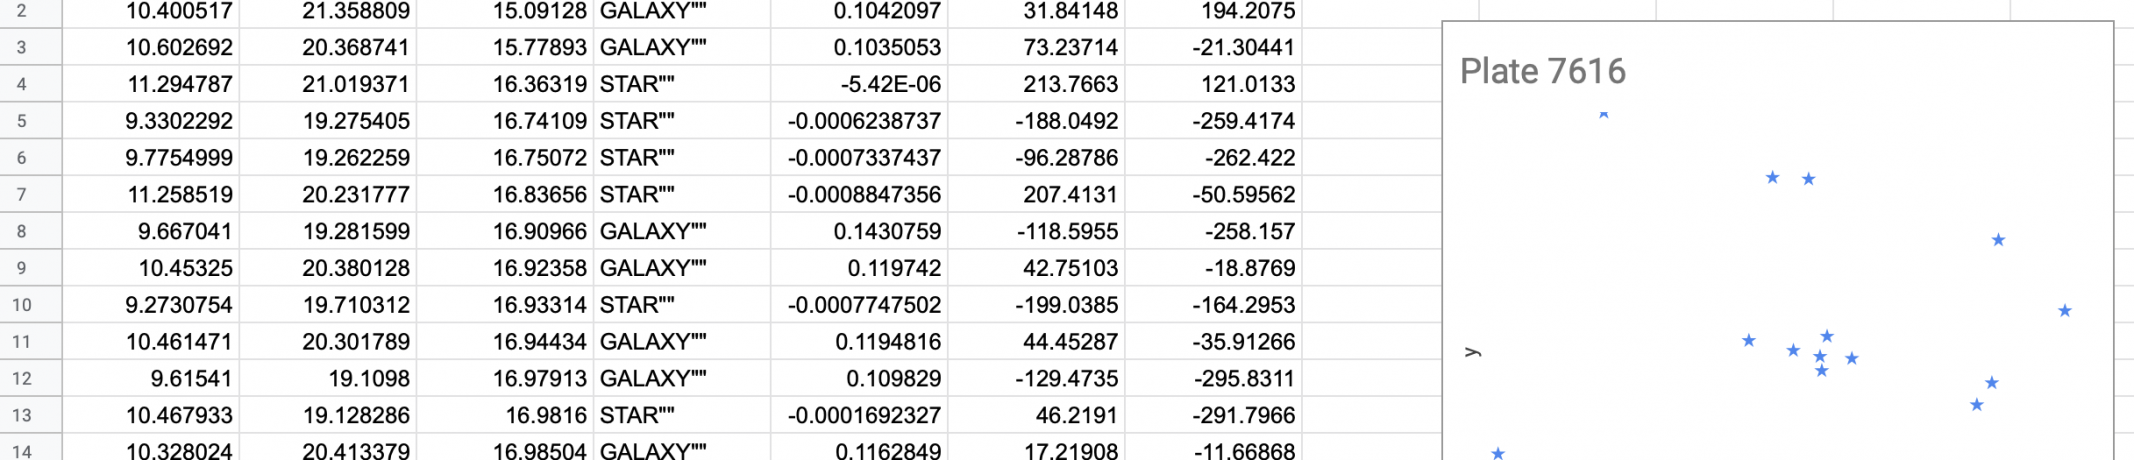 2 10.400517 21.358809 15.09128 GALAXY"" 0.1042097 31.84148 194.2075
3 10.602692 20.368741 15.77893 GALAXY"" 0.1035053 73.23714 -21.30441
4 11.294787 21.019371 16.36319 STAR"" -5.42E-06 213.7663 121.0133
5 9.3302292 19.275405 16.74109 STAR"" -0.0006238737 -188.0492 -259.4174
6 9.7754999 19.262259 16.75072 STAR"" -0.0007337437 -96.28786 -262.422
7 11.258519 20.231777 16.83656 STAR"" -0.0008847356 207.4131 -50.59562
8 9.667041 19.281599 16.90966 GALAXY"" 0.1430759 -118.5955 -258.157
9 10.45325 20.380128 16.92358 GALAXY"" 0.119742 42.75103 -18.8769
10 9.2730754 19.710312 16.93314 STAR"" -0.0007747502 -199.0385 -164.2953
11 10.461471 20.301789 16.94434 GALAXY"" 0.1194816 44.45287 -35.91266
12 9.61541 19.1098 16.97913 GALAXY"" 0.109829 -129.4735 -295.8311
13 10.467933 19.128286 16.9816 STAR"" -0.0001692327 46.2191 -291.7966
14 10.328024 20.413379 16.98504 GALAXY"" 0.1162849 17.21908 -11.66868
Plate 7616
y